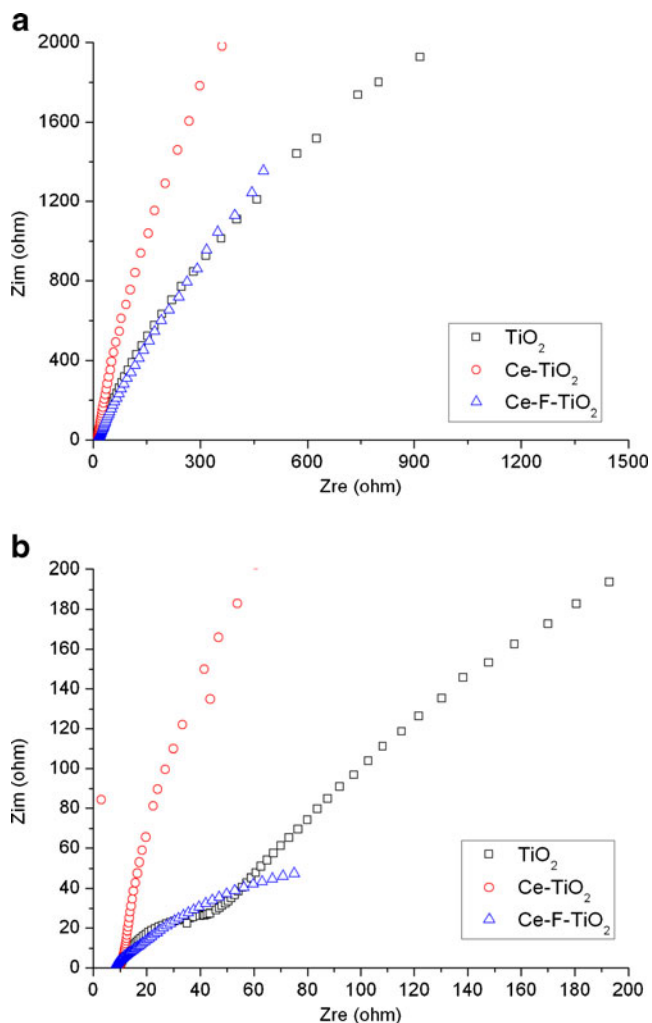 a
2000
1600
1200
800
400
0
0 300 600 900 1200 1500
Zim (ohm)
Zre (ohm)
TiO2
Ce-TiO2
Ce-F-TiO2
b
200
180
160
140
120
100
80
60
40
20
0
0 20 40 60 80 100 120 140 160 180 200
Zim (ohm)
Zre (ohm)
TiO2
Ce-TiO2
Ce-F-TiO2